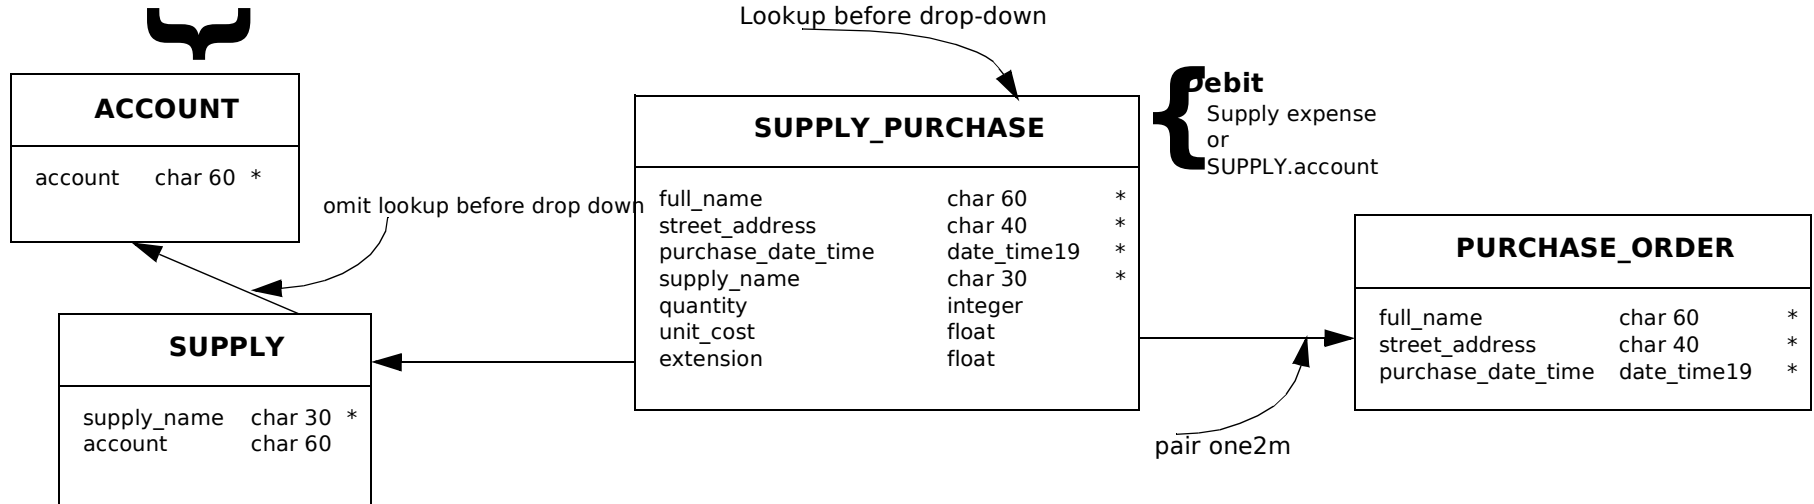 Lookup before drop-down
ACCOUNT
account char 60 *
omit lookup before drop down
SUPPLY
supply_name char 30 *
account char 60
SUPPLY_PURCHASE
full_name char 60 *
street_address char 40 *
purchase_date_time date_time19 *
supply_name char 30 *
quantity integer
unit_cost float
extension float
{
Debit
Supply expense
or
SUPPLY.account
PURCHASE_ORDER
full_name char 60 *
street_address char 40 *
purchase_date_time date_time19 *
pair one2m